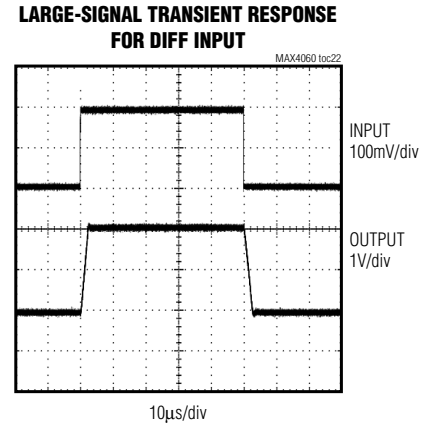 LARGE-SIGNAL TRANSIENT RESPONSE
FOR DIFF INPUT
MAX4060 toc22
INPUT
100mV/div
OUTPUT
1V/div
10μs/div